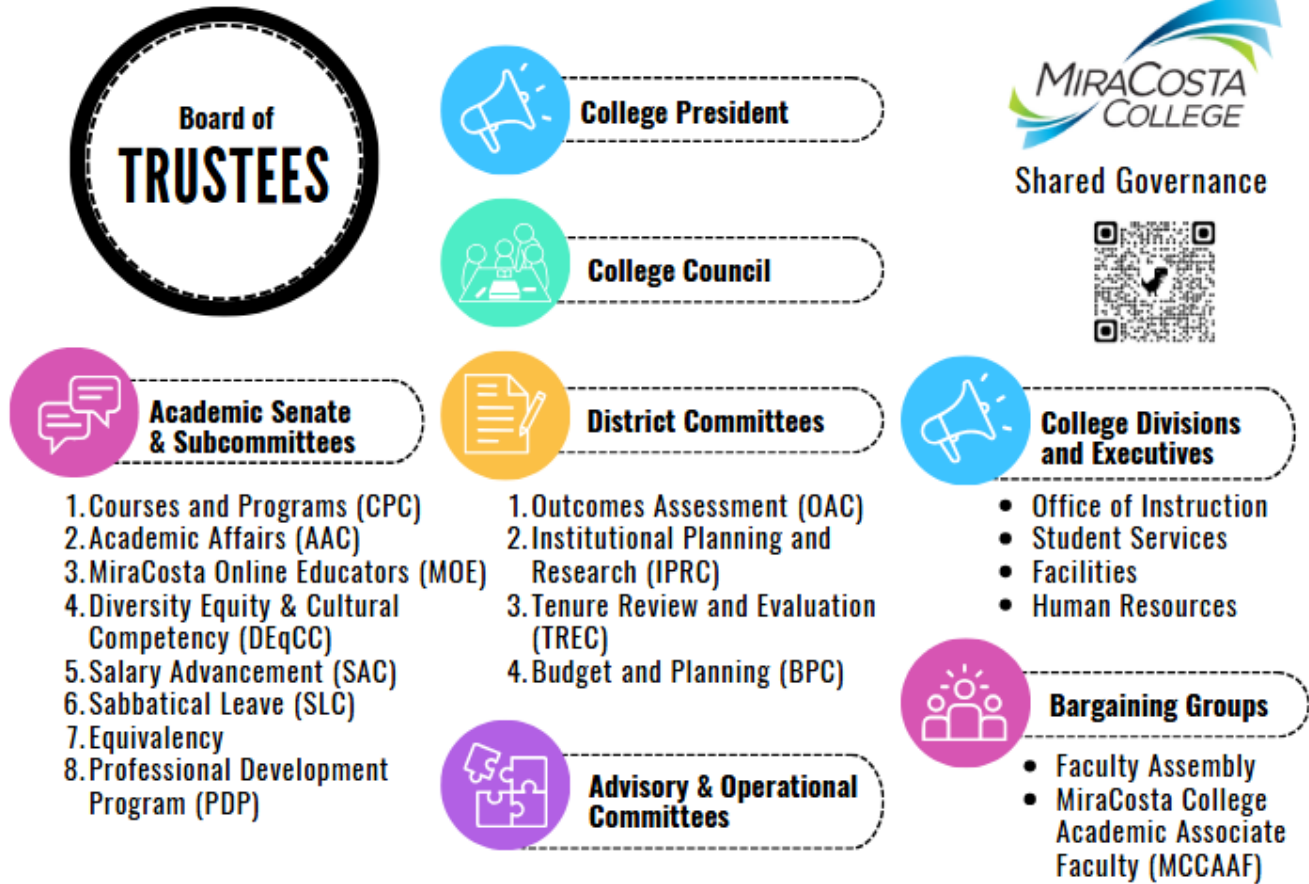 Board of
TRUSTEES
College President
MIRACOSTA
COLLEGE
Shared Governance
College Council
Academic Senate
& Subcommittees
1. Courses and Programs (CPC)
2. Academic Affairs (AAC)
3. MiraCosta Online Educators (MOE)
4. Diversity Equity & Cultural
Competency (DEqCC)
5. Salary Advancement (SAC)
6. Sabbatical Leave (SLC)
7. Equivalency
8. Professional Development
Program (PDP)
District Committees
1. Outcomes Assessment (OAC)
2. Institutional Planning and
Research (IPRC)
3. Tenure Review and Evaluation
(TREC)
4. Budget and Planning (BPC)
Advisory & Operational
Committees
College Divisions
and Executives
• Office of Instruction
• Student Services
• Facilities
• Human Resources
Bargaining Groups
• Faculty Assembly
• MiraCosta College
Academic Associate
Faculty (MCCAAF)